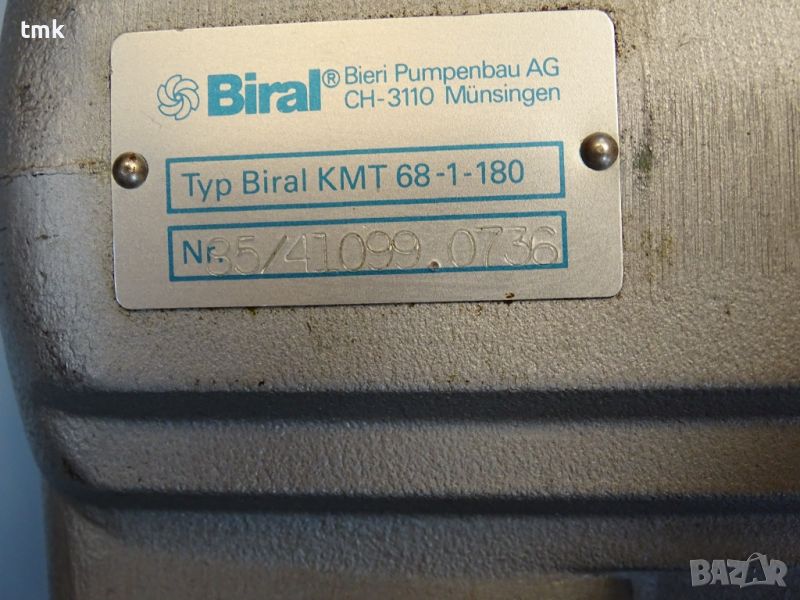 tmk
Biral® Bieri Pumpenbau AG
CH-3110 Münsingen
Typ Biral KMT 68-1-180
Nr. 85/41099.0736
BAZAR